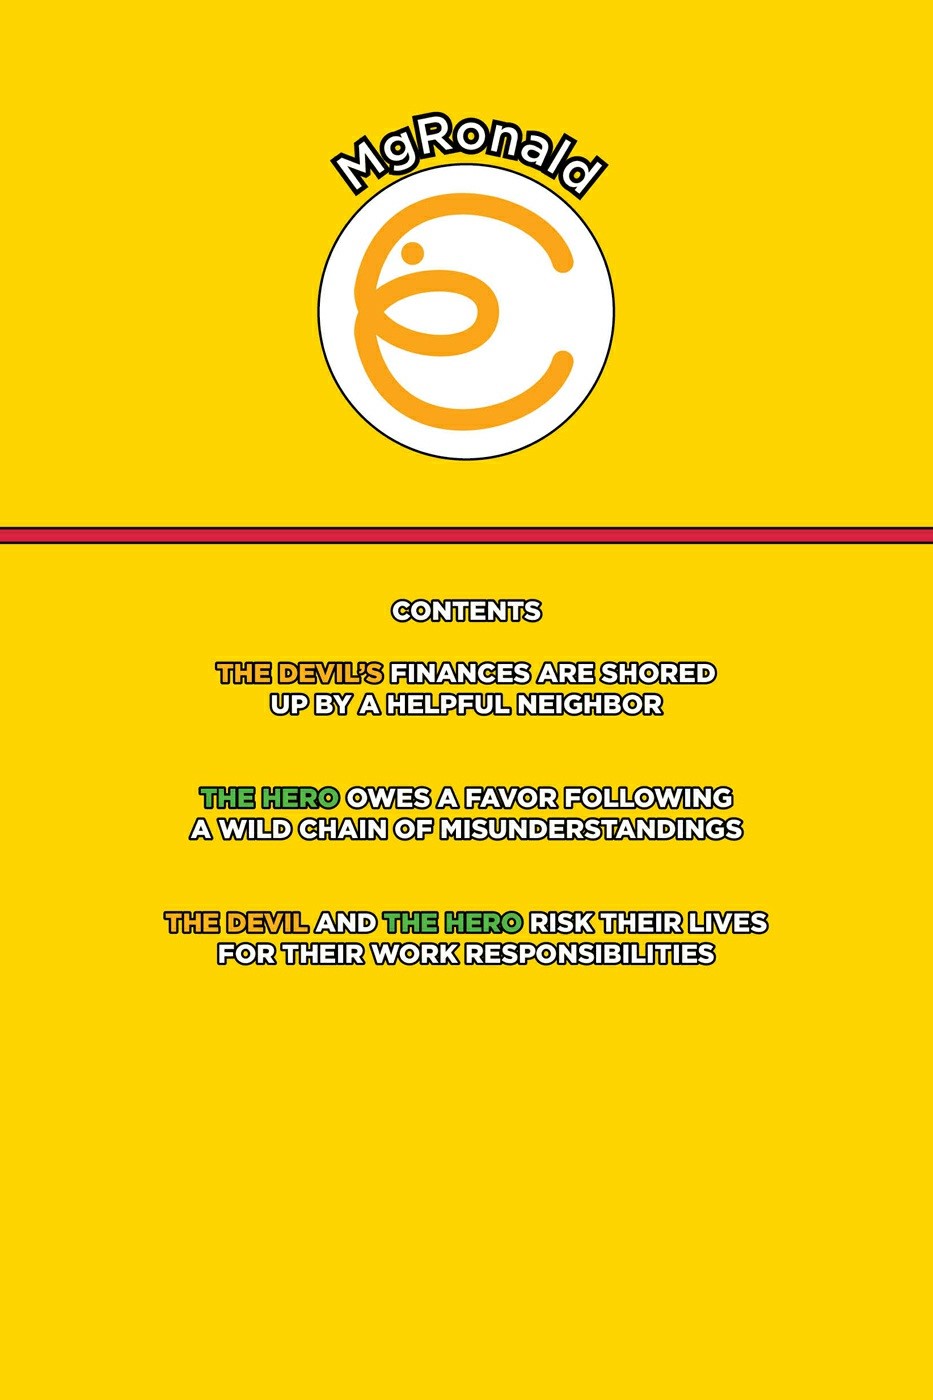 MgRonald
CONTENTS
THE DEVIL'S FINANCES ARE SHORED
UP BY A HELPFUL NEIGHBOR
THE HERO OWES A FAVOR FOLLOWING
A WILD CHAIN OF MISUNDERSTANDINGS
THE DEVIL AND THE HERO RISK THEIR LIVES
FOR THEIR WORK RESPONSIBILITIES